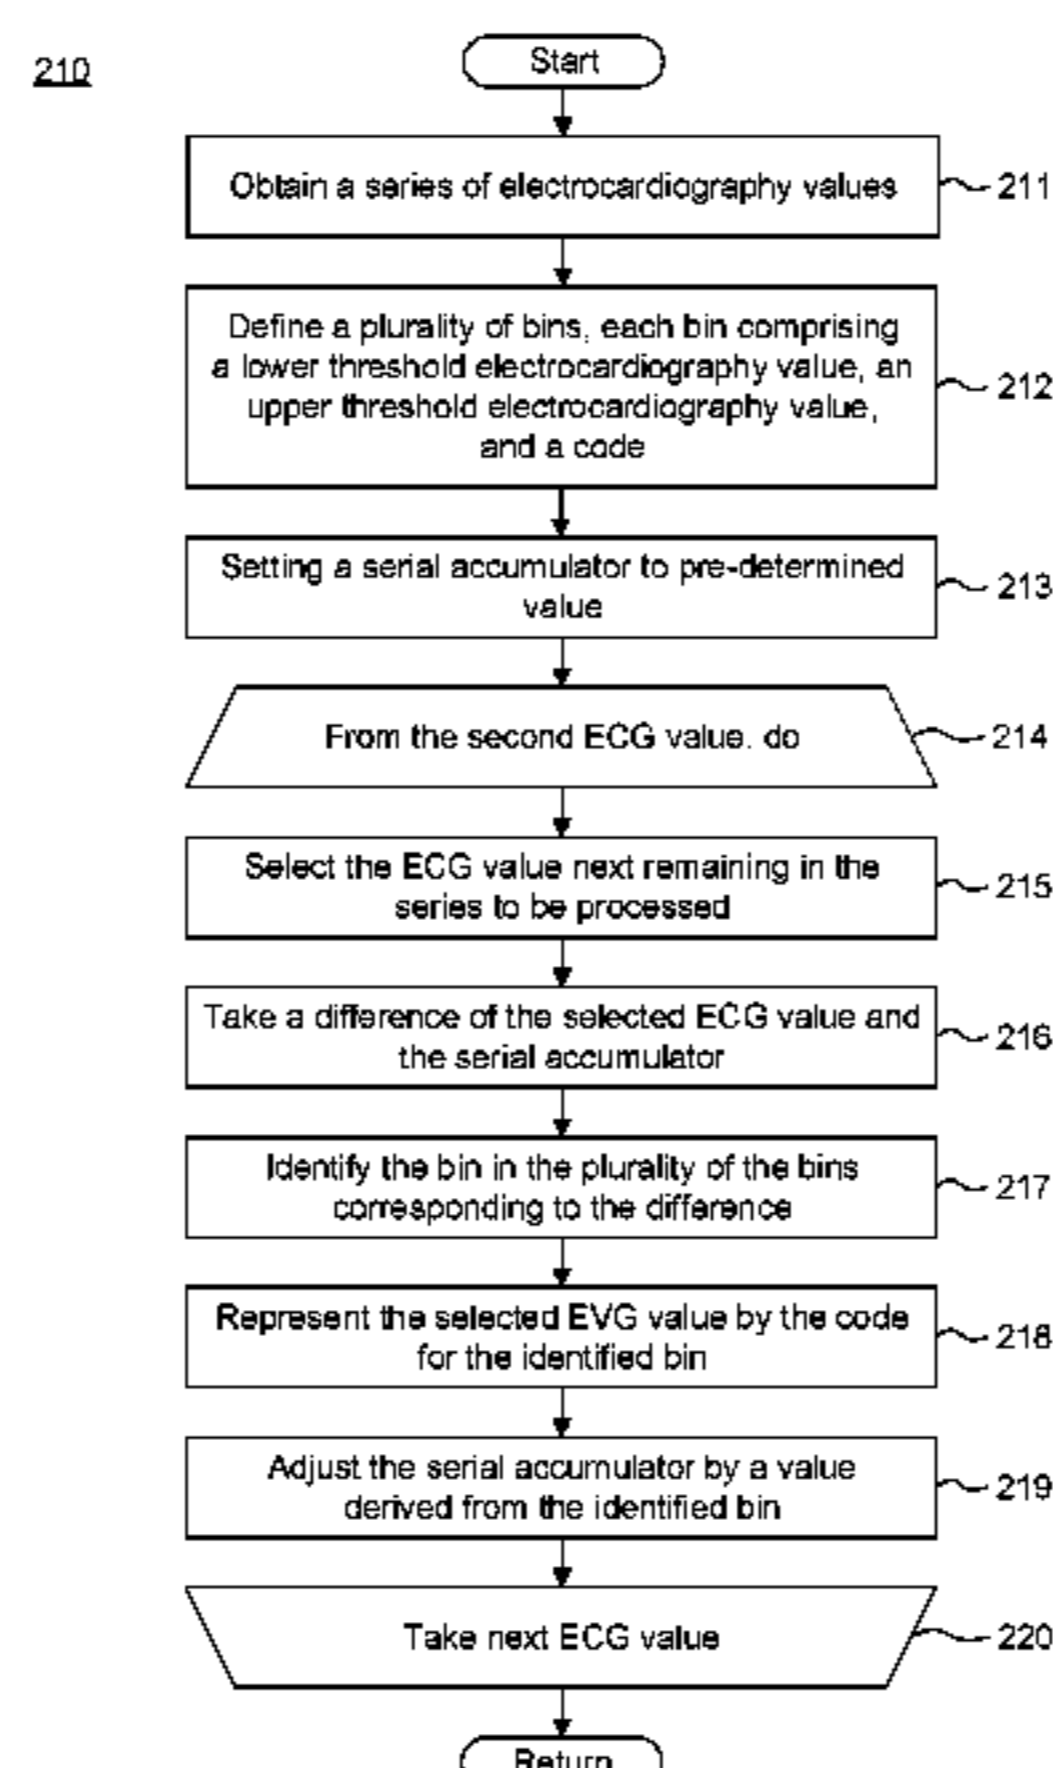 210
Start
Obtain a series of electrocardiography values
211
Define a plurality of bins, each bin comprising
a lower threshold electrocardiography value, an
upper threshold electrocardiography value,
and a code
212
Setting a serial accumulator to pre-determined
value
213
From the second ECG value, do
214
Select the ECG value next remaining in the
series to be processed
215
Take a difference of the selected ECG value and
the serial accumulator
216
Identify the bin in the plurality of the bins
corresponding to the difference
217
Represent the selected EVG value by the code
for the identified bin
218
Adjust the serial accumulator by a value
derived from the identified bin
219
Take next ECG value
220
Return